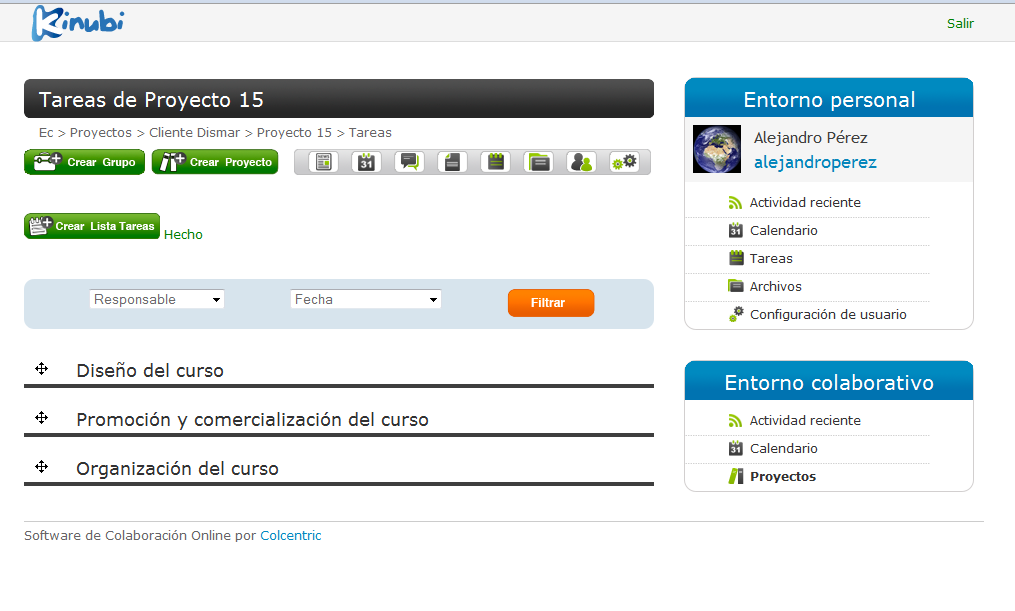 Kinubi
Salir
Tareas de Proyecto 15
Ec > Proyectos > Cliente Dismar > Proyecto 15 > Tareas
Crear Grupo
Crear Proyecto
31
Crear Lista Tareas
Hecho
Responsable
Fecha
Filtrar
Diseño del curso
Promoción y comercialización del curso
Organización del curso
Entorno personal
Alejandro Pérez
alejandroperez
Actividad reciente
31
Calendario
Tareas
Archivos
Configuración de usuario
Entorno colaborativo
Actividad reciente
31
Calendario
Proyectos
Software de Colaboración Online por Colcentric